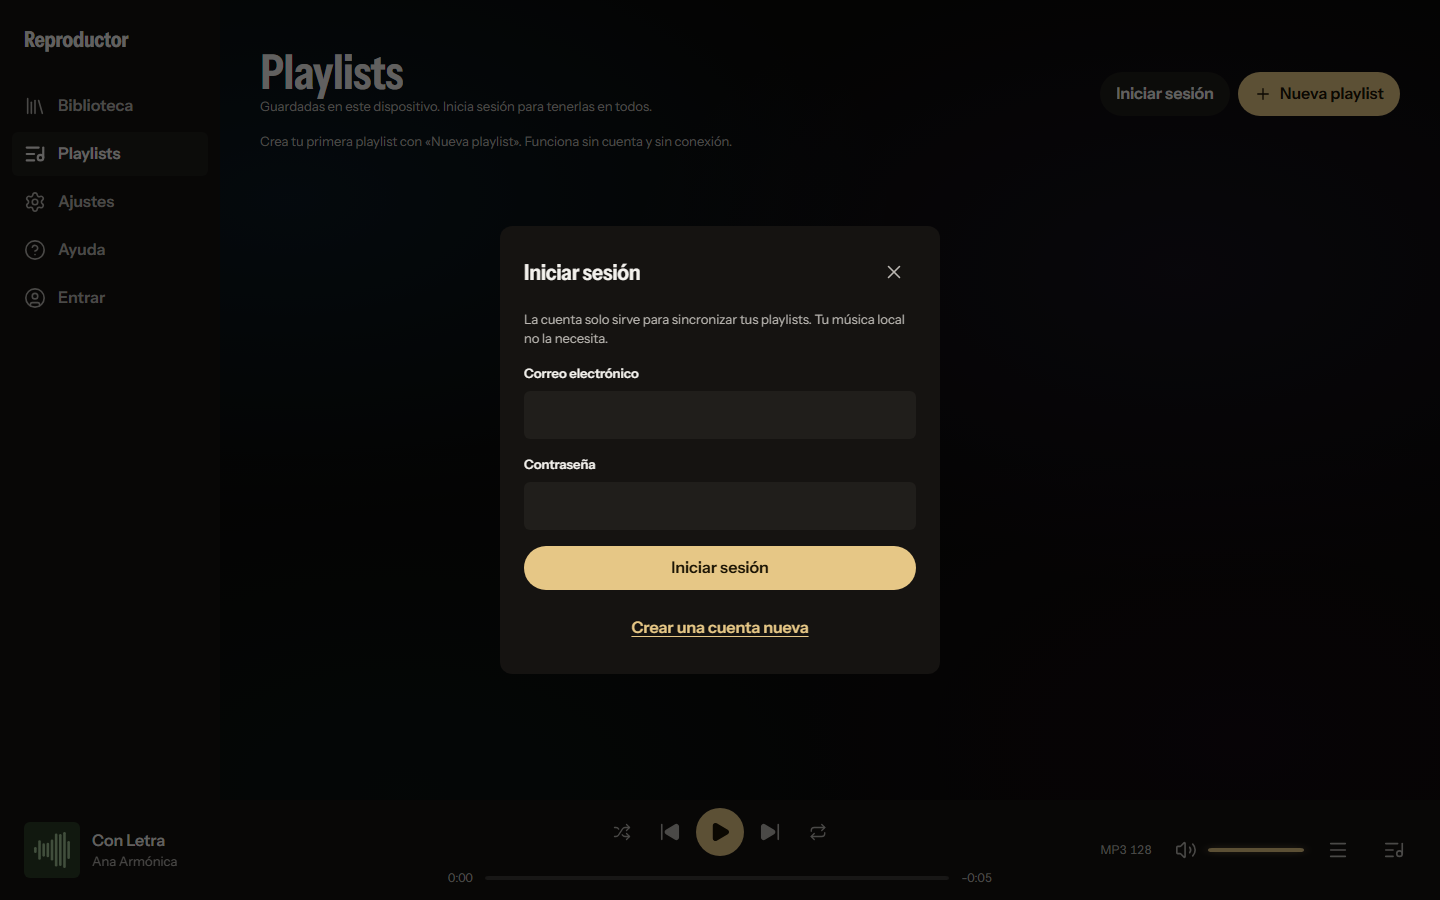 Reproductor
Biblioteca
Playlists
Ajustes
Ayuda
Entrar
Playlists
Guardadas en este dispositivo. Inicia sesión para tenerlas en todos.
Iniciar sesión
Nueva playlist
Crea tu primera playlist con «Nueva playlist». Funciona sin cuenta y sin conexión.
Iniciar sesión
La cuenta solo sirve para sincronizar tus playlists. Tu música local
no la necesita.
Correo electrónico
Contraseña
Iniciar sesión
Crear una cuenta nueva
Con Letra
Ana Armónica
0:00
-0:05
MP3 128